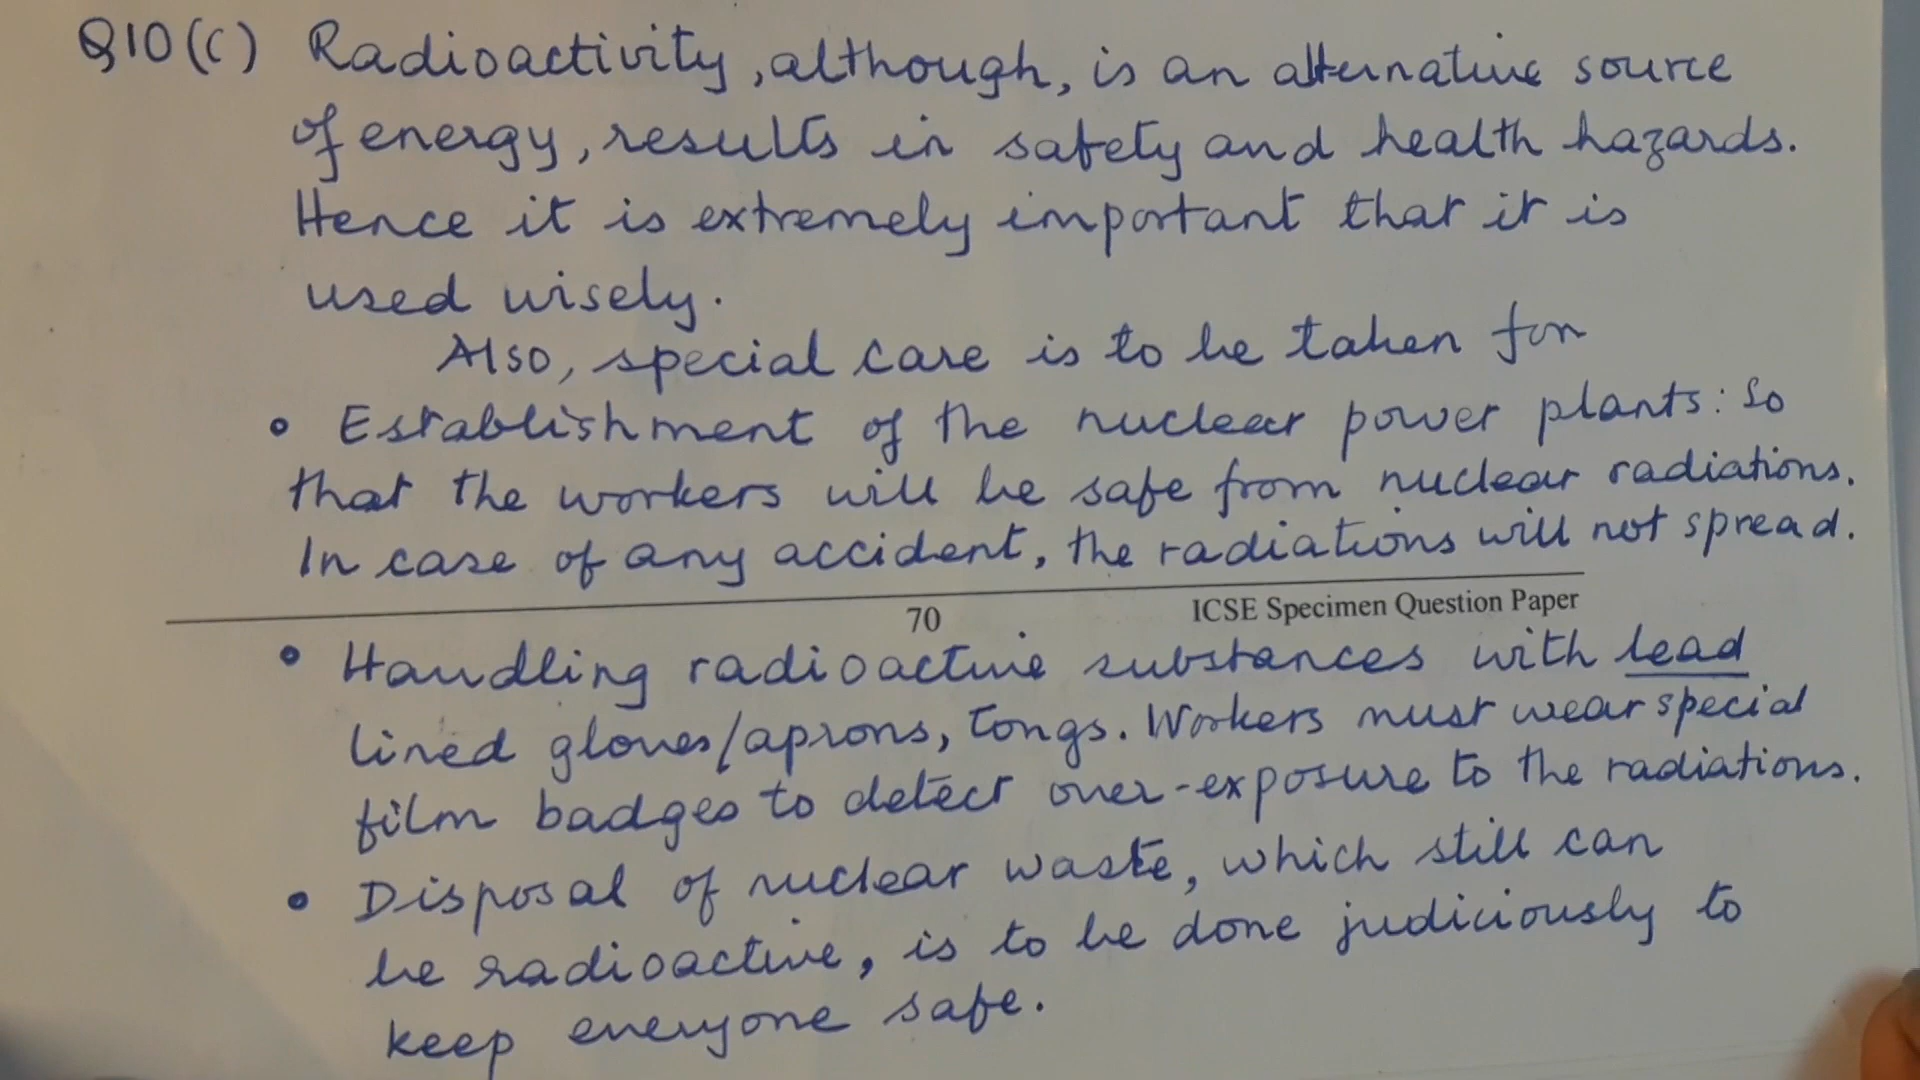 Q10(C) Radioactivity, although, is an alternative source
of energy, results in safety and health hazards.
Hence it is extremely important that it is
used wisely.
Also, special care is to be taken for
• Establishment of the nuclear power plants: So
that the workers will be safe from nuclear radiations.
In case of any accident, the radiations will not spread.
70 ICSE Specimen Question Paper
• Handling radioactive substances with lead
lined gloves/aprons, tongs. Workers must wear special
film badges to detect over-exposure to the radiations.
• Disposal of nuclear waste, which still can
be radioactive, is to be done judiciously to
keep everyone safe.